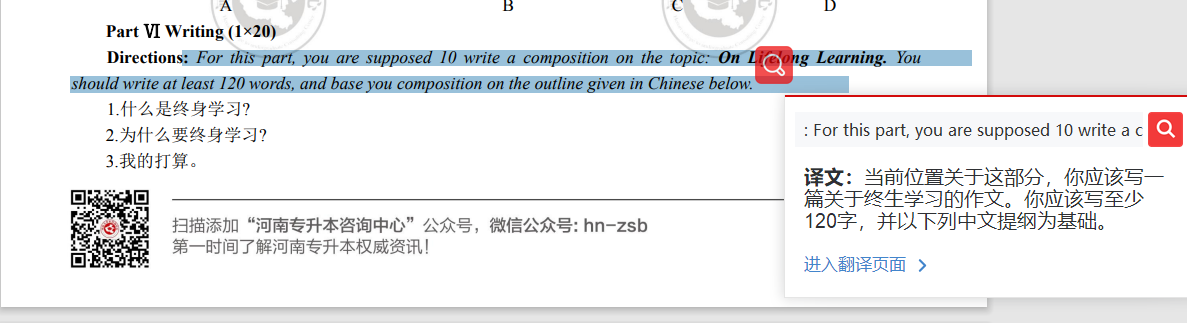 A B C D
Part Ⅵ Writing (1×20)
Directions: For this part, you are supposed 10 write a composition on the topic: On Lifelong Learning. You
should write at least 120 words, and base you composition on the outline given in Chinese below.
1.什么是终身学习?
2.为什么要终身学习?
3.我的打算。
扫描添加“河南专升本咨询中心”公众号，微信公众号: hn-zsb
第一时间了解河南专升本权威资讯!
: For this part, you are supposed 10 write a c
译文：当前位置关于这部分，你应该写一
篇关于终生学习的作文。你应该写至少
120字，并以下列中文提纲为基础。
进入翻译页面